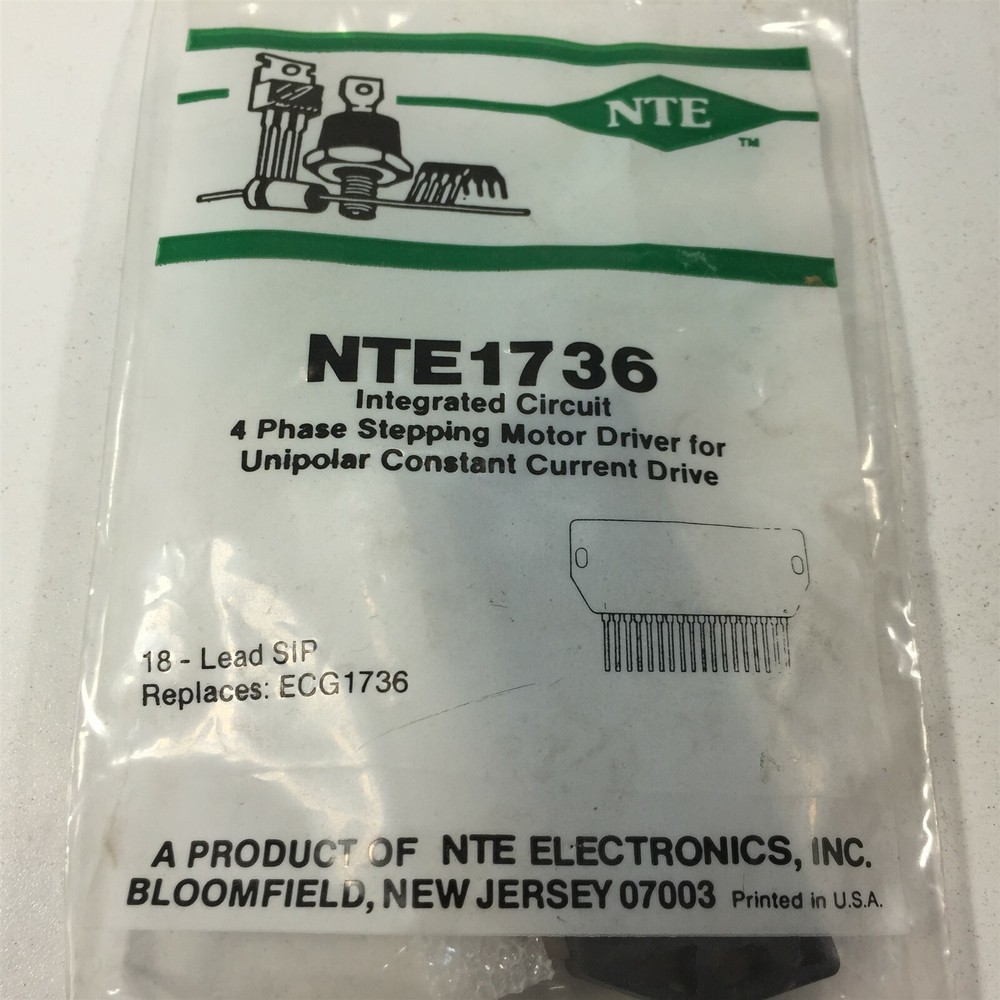 NTE
TM
NTE1736
Integrated Circuit
4 Phase Stepping Motor Driver for
Unipolar Constant Current Drive
18 - Lead SIP
Replaces: ECG1736
A PRODUCT OF NTE ELECTRONICS, INC.
BLOOMFIELD, NEW JERSEY 07003 Printed in U.S.A.